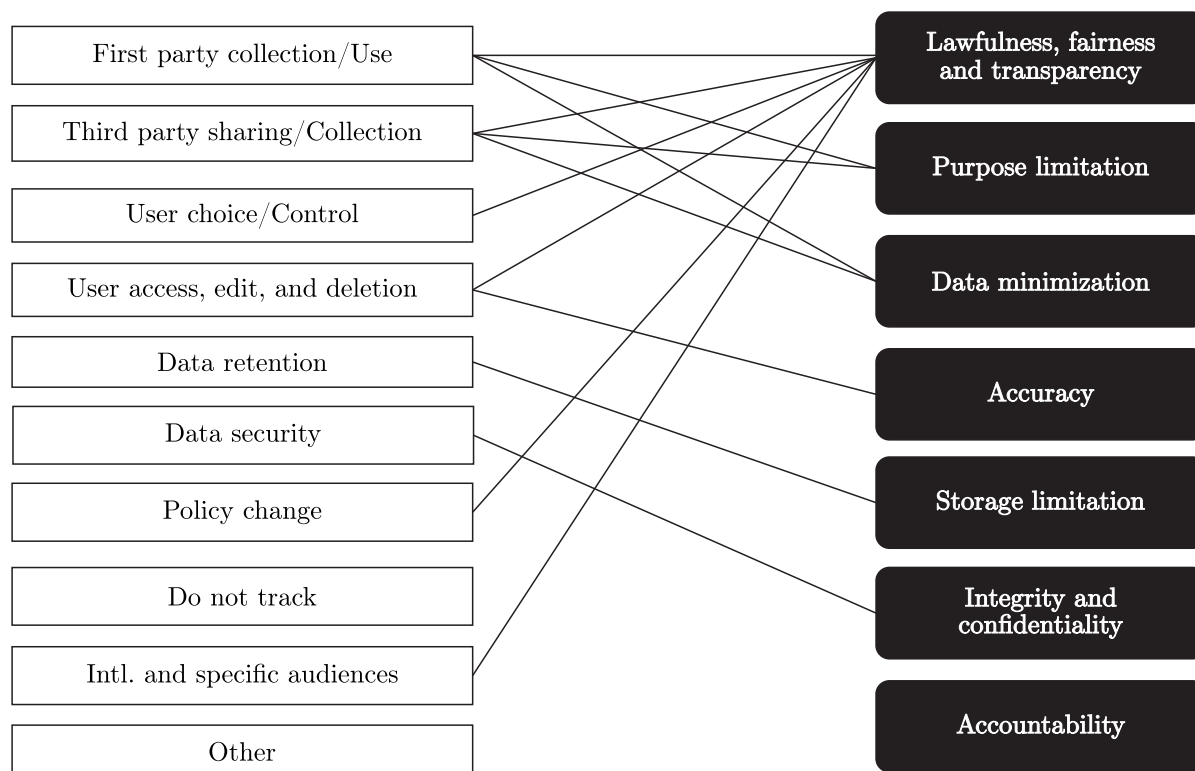 First party collection/Use
Third party sharing/Collection
User choice/Control
User access, edit, and deletion
Data retention
Data security
Policy change
Do not track
Intl. and specific audiences
Other
Lawfulness, fairness
and transparency
Purpose limitation
Data minimization
Accuracy
Storage limitation
Integrity and
confidentiality
Accountability